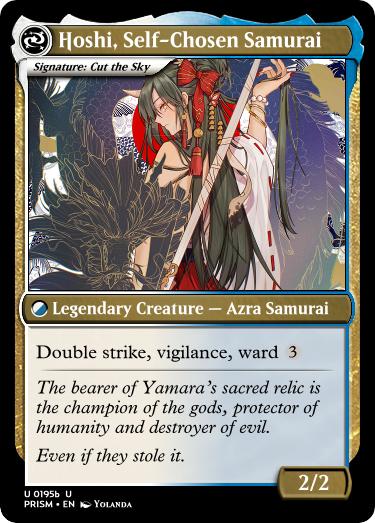 Hoshi, Self-Chosen Samurai
Signature: Cut the Sky
Legendary Creature — Azra Samurai
Double strike, vigilance, ward 3
The bearer of Yamara's sacred relic is
the champion of the gods, protector of
humanity and destroyer of evil.
Even if they stole it.
2/2
U 0195b U
PRISM • EN Yolanda